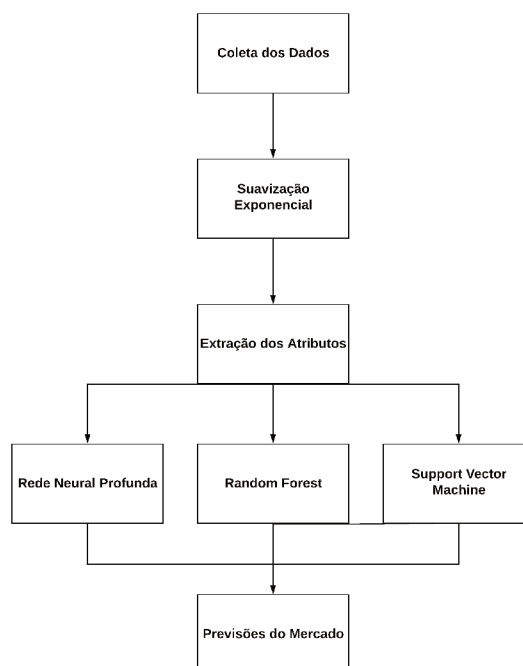 Coleta dos Dados
Suavização
Exponencial
Extração dos Atributos
Rede Neural Profunda
Random Forest
Support Vector
Machine
Previsões do Mercado